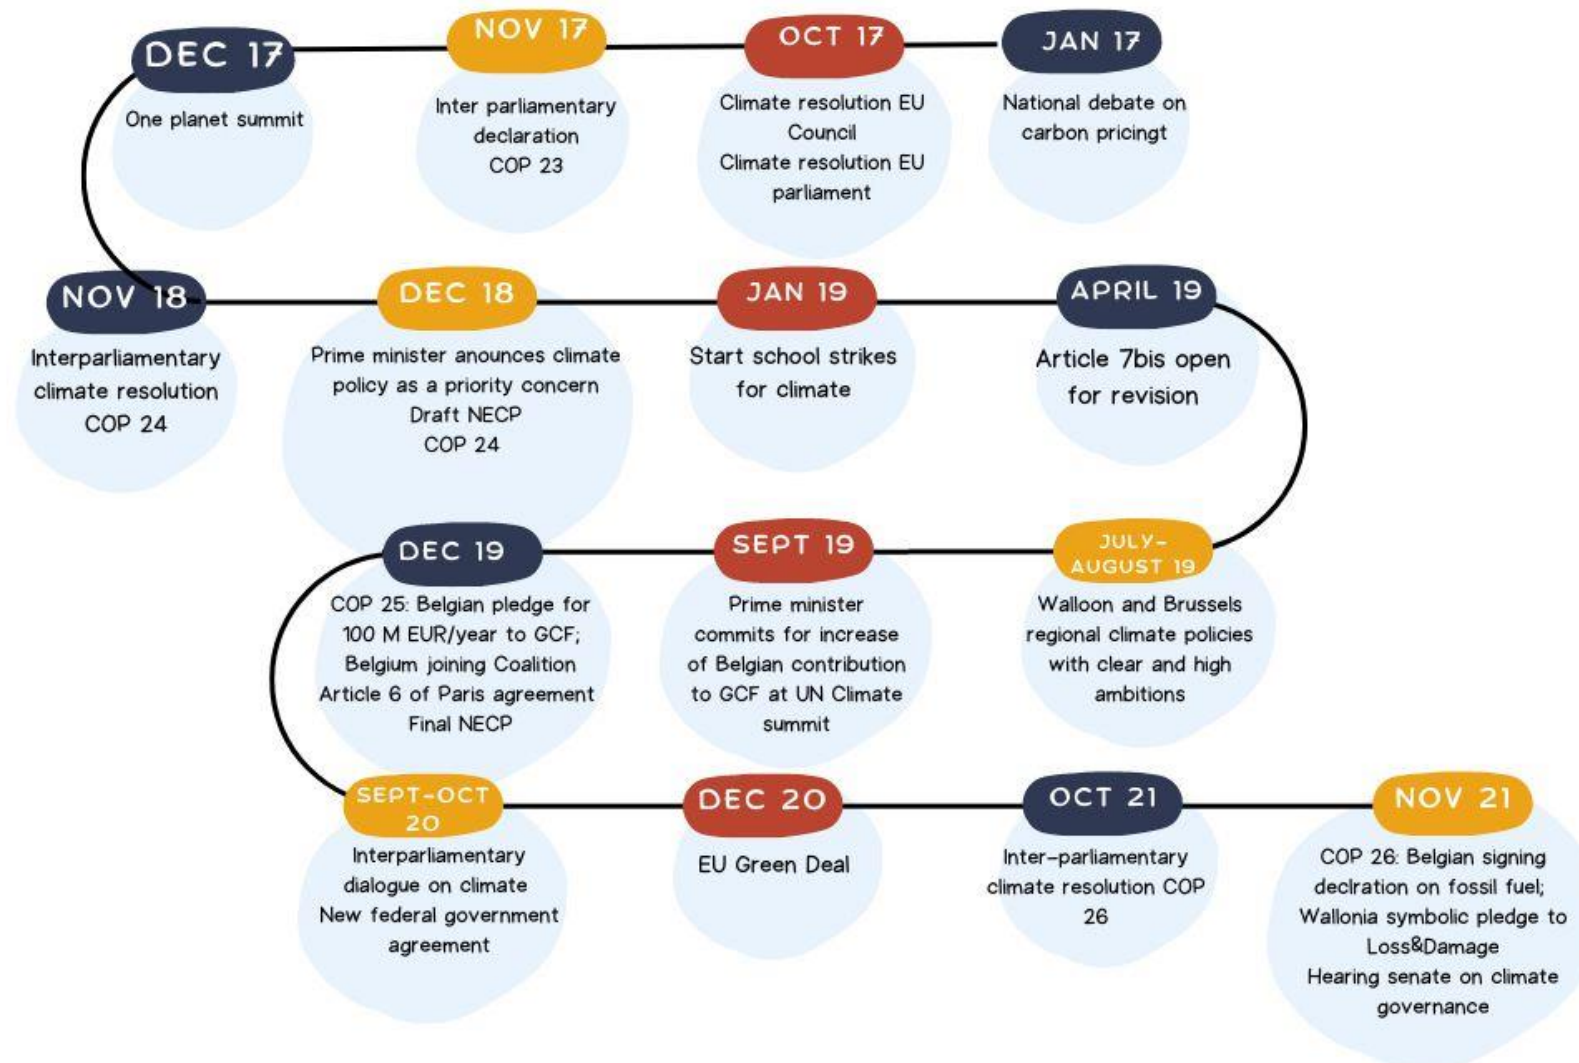 DEC 17
One planet summit
NOV 17
Inter parliamentary
declaration
COP 23
OCT 17
Climate resolution EU
Council
Climate resolution EU
parliament
JAN 17
National debate on
carbon pricingt
NOV 18
Interparliamentary
climate resolution
COP 24
DEC 18
Prime minister anounces climate
policy as a priority concern
Draft NECP
COP 24
JAN 19
Start school strikes
for climate
APRIL 19
Article 7bis open
for revision
DEC 19
COP 25: Belgian pledge for
100 M EUR/year to GCF;
Belgium joining Coalition
Article 6 of Paris agreement
Final NECP
SEPT 19
Prime minister
commits for increase
of Belgian contribution
to GCF at UN Climate
summit
JULY-
AUGUST 19
Walloon and Brussels
regional climate policies
with clear and high
ambitions
SEPT-OCT
20
Interparliamentary
dialogue on climate
New federal government
agreement
DEC 20
EU Green Deal
OCT 21
Inter-parliamentary
climate resolution COP
26
NOV 21
COP 26: Belgian signing
declration on fossil fuel;
Wallonia symbolic pledge to
Loss&Damage
Hearing senate on climate
governance